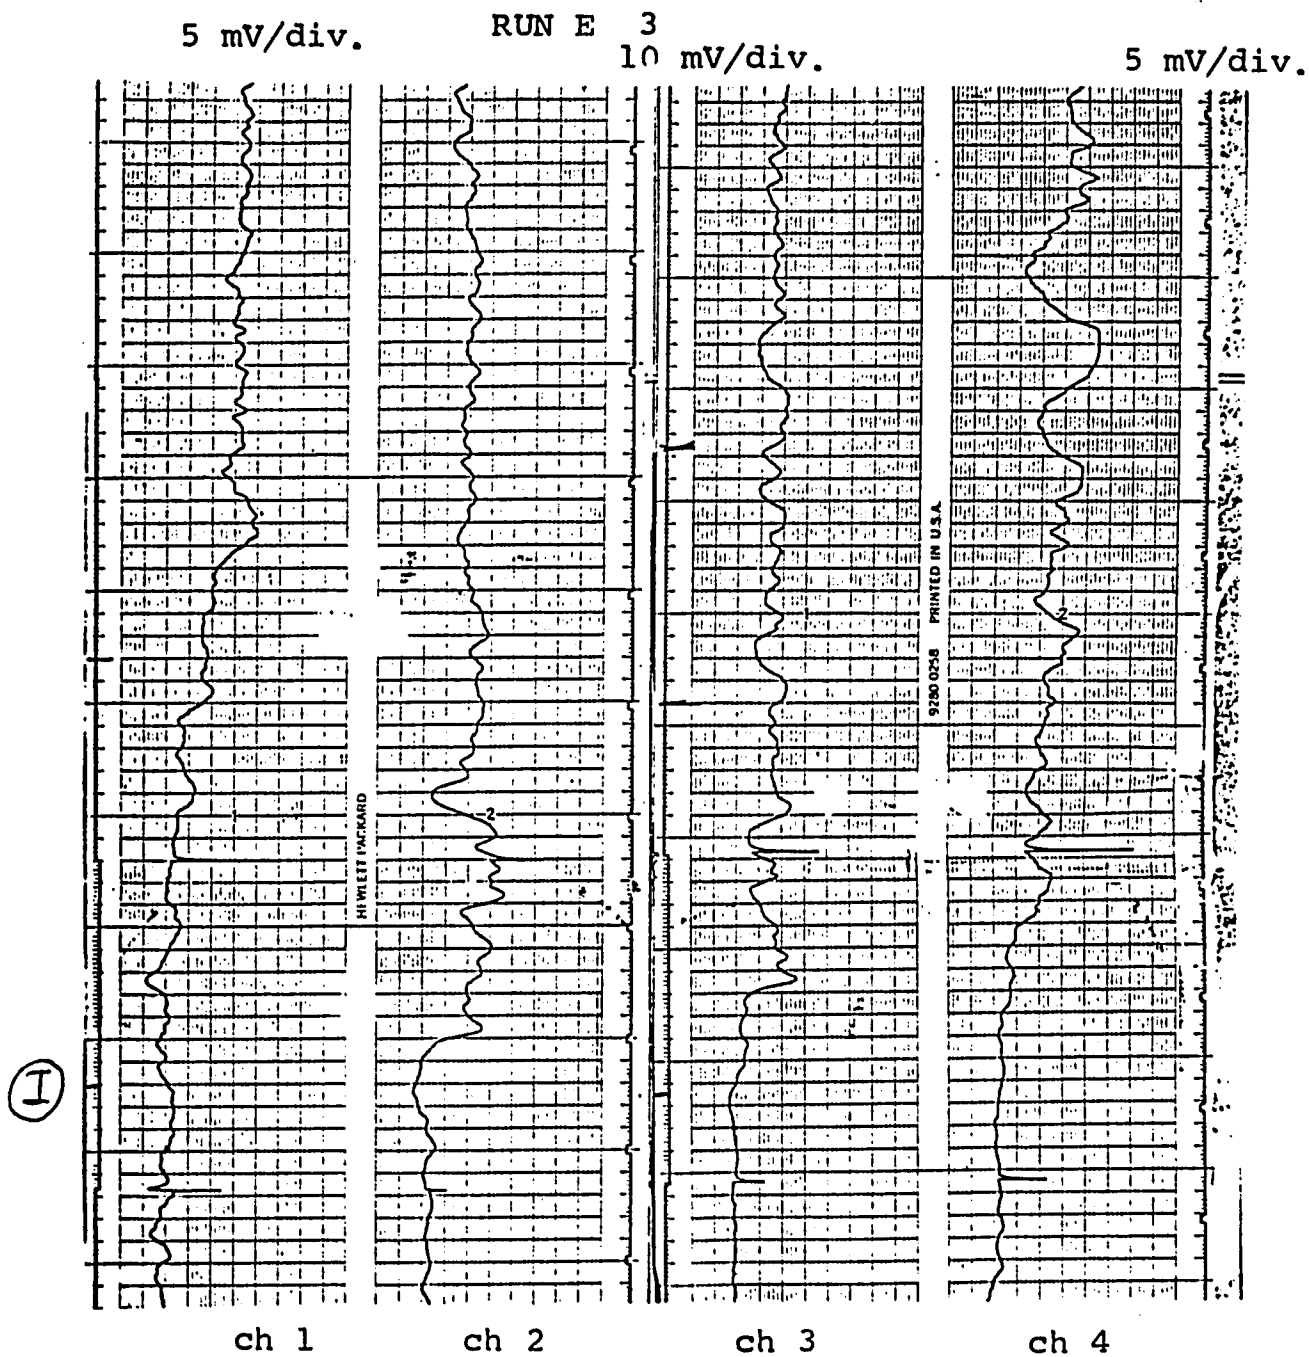 RUN E 3
5 mV/div.
10 mV/div.
5 mV/div.
9280 0258 PRINTED IN U.S.A.
2
-2
HEWLETT PACKARD
I
ch 1
ch 2
ch 3
ch 4